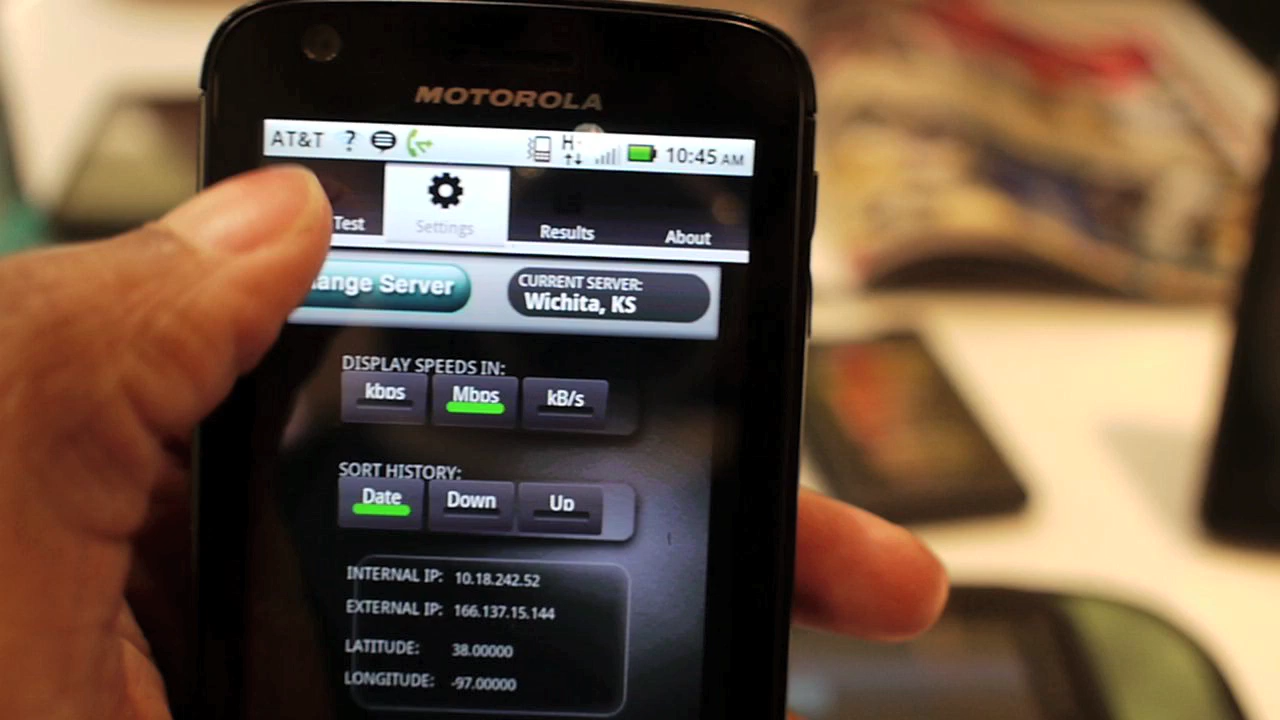 MOTOROLA
AT&T ? H 10:45 AM
Test Settings Results About
ange Server CURRENT SERVER:
Wichita, KS
DISPLAY SPEEDS IN:
kbps Mbps kB/s
SORT HISTORY:
Date Down Up
INTERNAL IP: 10.18.242.52
EXTERNAL IP: 166.137.15.144
LATITUDE: 38.00000
LONGITUDE: -97.00000